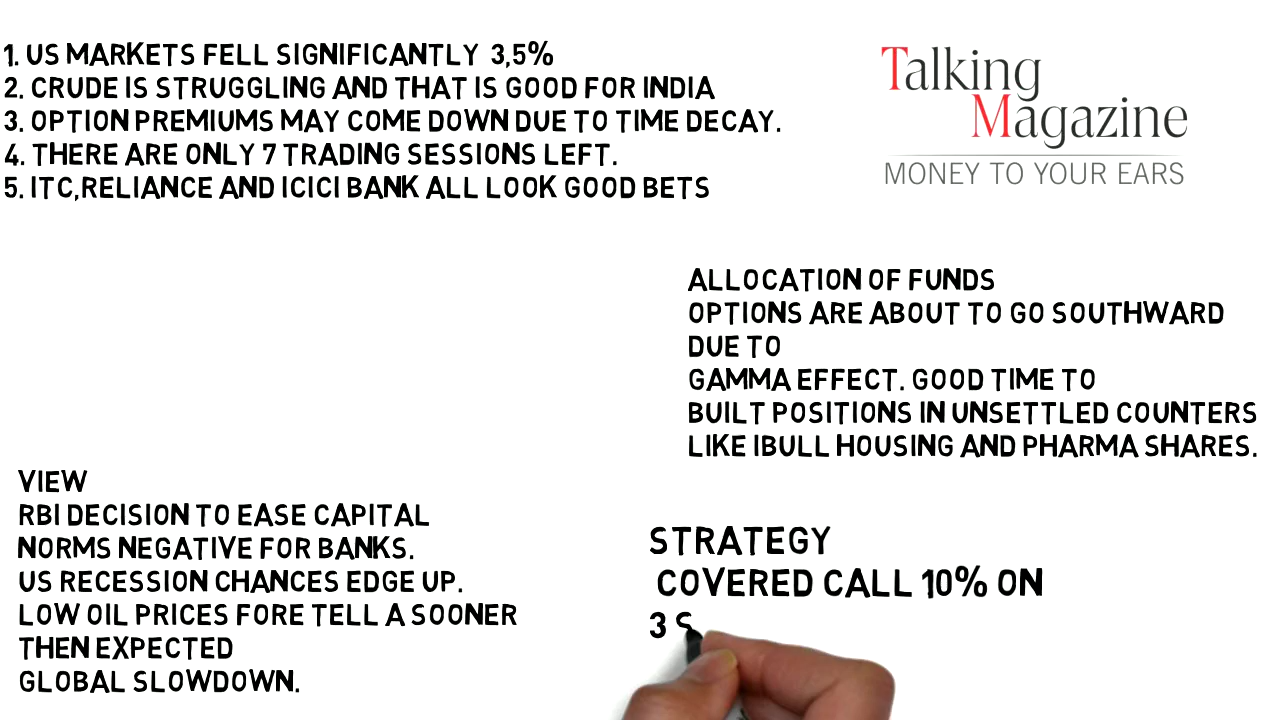 1. US MARKETS FELL SIGNIFICANTLY 3,5%
2. CRUDE IS STRUGGLING AND THAT IS GOOD FOR INDIA
3. OPTION PREMIUMS MAY COME DOWN DUE TO TIME DECAY.
4. THERE ARE ONLY 7 TRADING SESSIONS LEFT.
5. ITC,RELIANCE AND ICICI BANK ALL LOOK GOOD BETS
Talking
Magazine
MONEY TO YOUR EARS
ALLOCATION OF FUNDS
OPTIONS ARE ABOUT TO GO SOUTHWARD
DUE TO
GAMMA EFFECT. GOOD TIME TO
BUILT POSITIONS IN UNSETTLED COUNTERS
LIKE IBULL HOUSING AND PHARMA SHARES.
VIEW
RBI DECISION TO EASE CAPITAL
NORMS NEGATIVE FOR BANKS.
US RECESSION CHANCES EDGE UP.
LOW OIL PRICES FORE TELL A SOONER
THEN EXPECTED
GLOBAL SLOWDOWN.
STRATEGY
COVERED CALL 10% ON
3 S